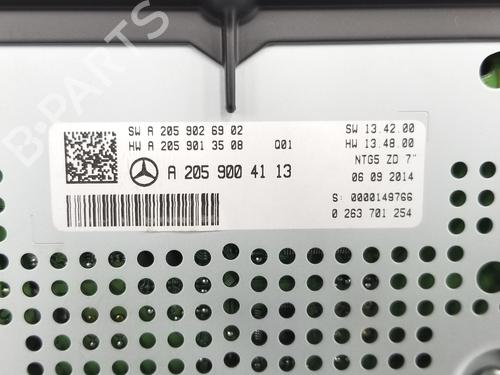 B-PARTS
SW A 205 902 69 02
HW A 205 901 35 08 Q01
A 205 900 41 13
SW 13.42.00
HW 13.48.00
NTG5 ZD 7"
06 09 2014
S: 0000149766
0 263 701 254